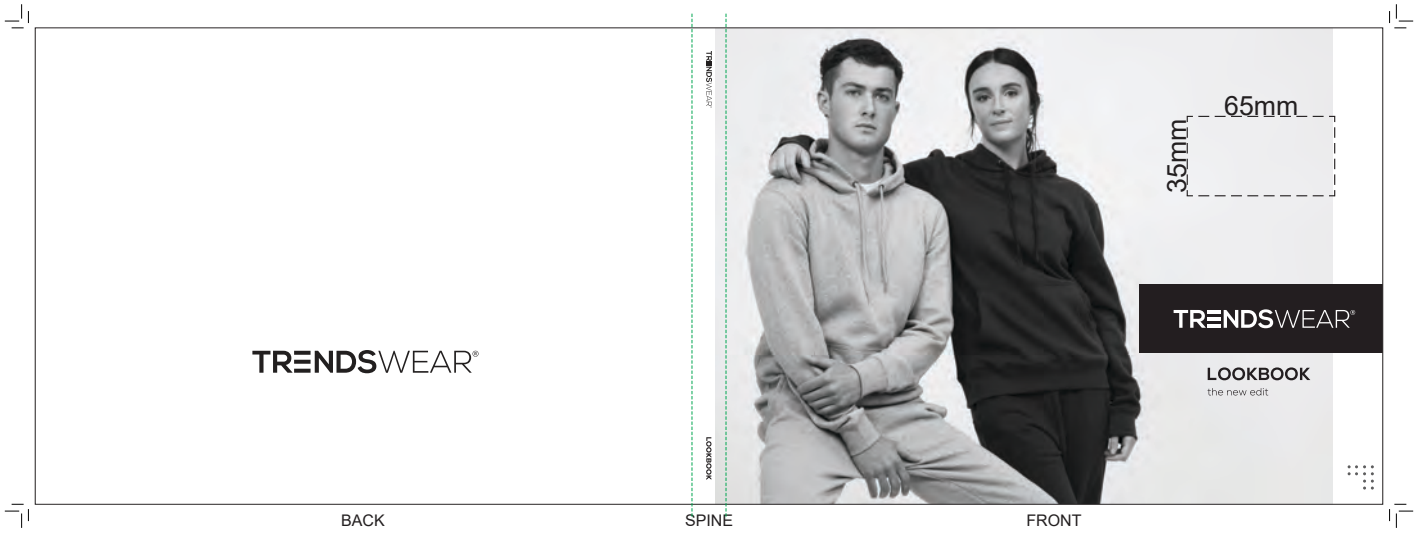 TRENDSWEAR®
TRENDSWEAR®
LOOKBOOK
65mm
35mm
TRENDSWEAR®
LOOKBOOK
the new edit
BACK
SPINE
FRONT